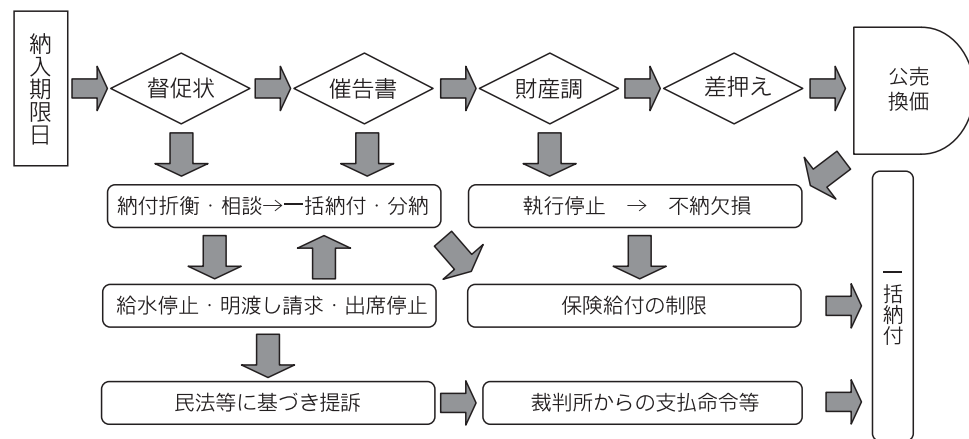 納入期限日
督促状
催告書
財産調
差押え
公売
換価
納付折衡・相談→一括納付・分納
執行停止 → 不納欠損
給水停止・明渡し請求・出席停止
保険給付の制限
一括納付
民法等に基づき提訴
裁判所からの支払命令等